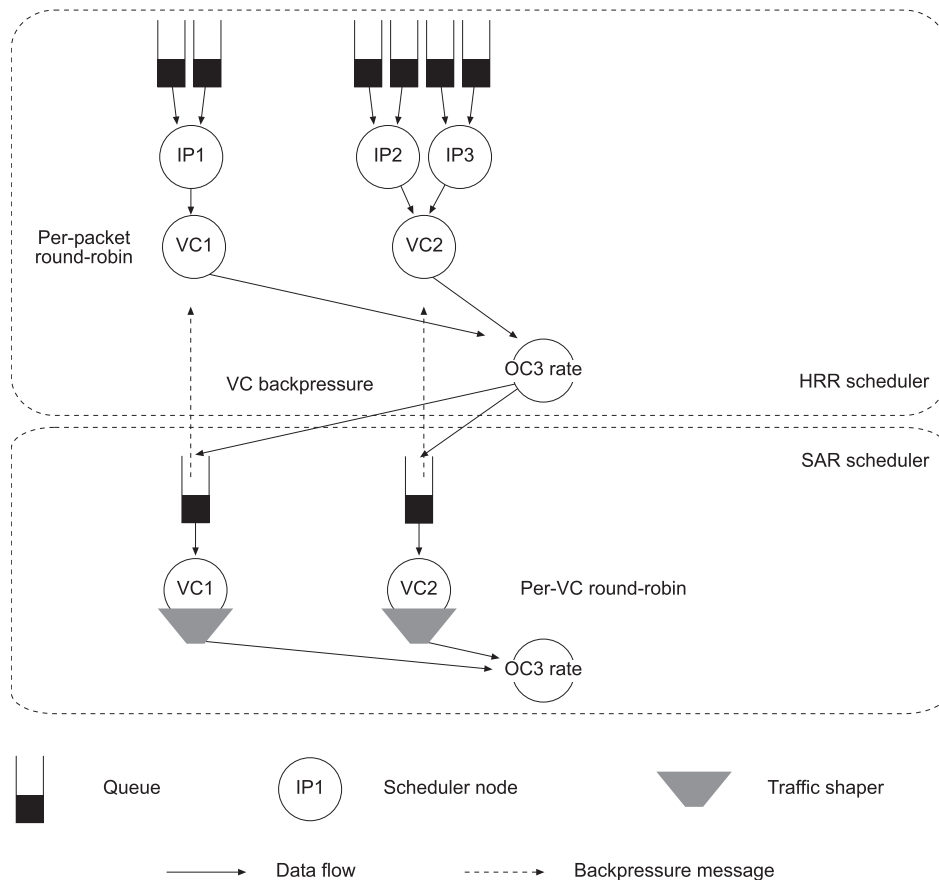 IP1
IP2
IP3
Per-packet
round-robin
VC1
VC2
OC3 rate
VC backpressure
HRR scheduler
SAR scheduler
VC1
VC2
Per-VC round-robin
OC3 rate
Queue
IP1
Scheduler node
Traffic shaper
Data flow
Backpressure message